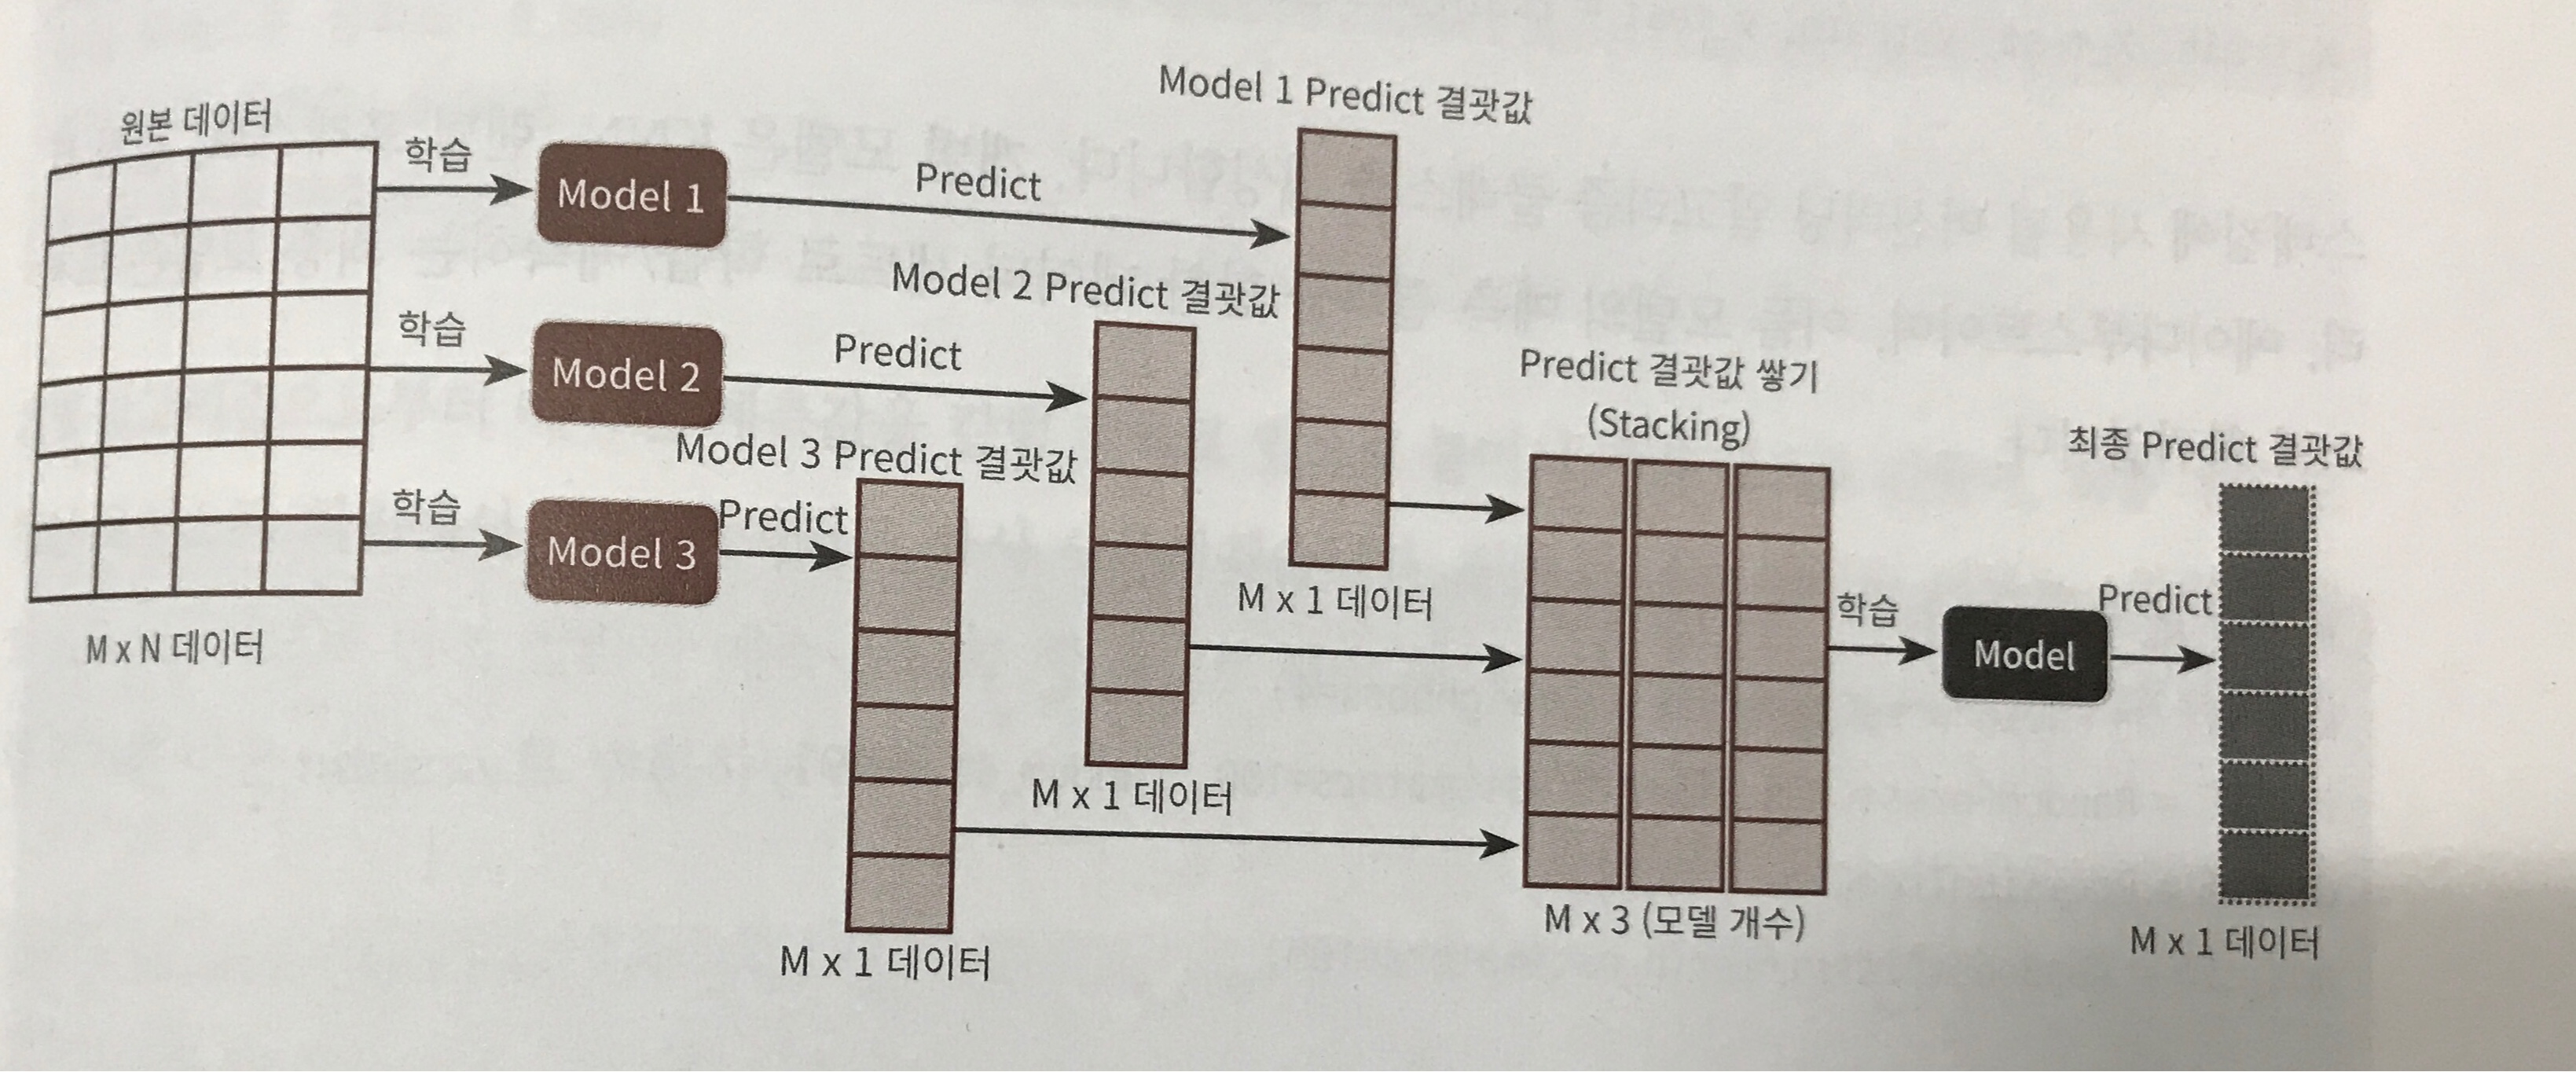 원본 데이터
학습
Model 1
Predict
Model 1 Predict 결괏값
M x 1 데이터
학습
Model 2
Predict
Model 2 Predict 결괏값
M x 1 데이터
학습
Model 3
Predict
Model 3 Predict 결괏값
M x 1 데이터
M x N 데이터
Predict 결괏값 쌓기
(Stacking)
M x 3 (모델 개수)
학습
Model
Predict
최종 Predict 결괏값
M x 1 데이터